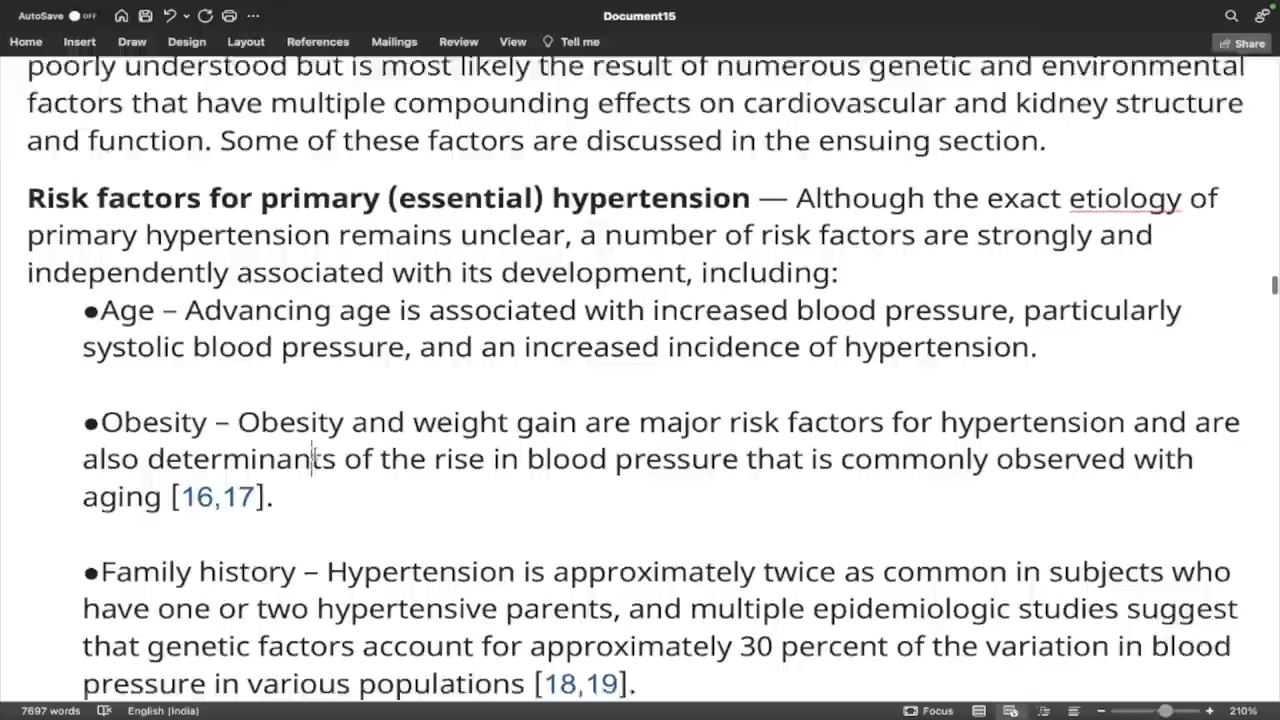 AutoSave OFF
Document15
Home Insert Draw Design Layout References Mailings Review View Tell me Share
poorly understood but is most likely the result of numerous genetic and environmental
factors that have multiple compounding effects on cardiovascular and kidney structure
and function. Some of these factors are discussed in the ensuing section.
Risk factors for primary (essential) hypertension — Although the exact etiology of
primary hypertension remains unclear, a number of risk factors are strongly and
independently associated with its development, including:
●Age – Advancing age is associated with increased blood pressure, particularly
systolic blood pressure, and an increased incidence of hypertension.
●Obesity – Obesity and weight gain are major risk factors for hypertension and are
also determinants of the rise in blood pressure that is commonly observed with
aging [16,17].
●Family history – Hypertension is approximately twice as common in subjects who
have one or two hypertensive parents, and multiple epidemiologic studies suggest
that genetic factors account for approximately 30 percent of the variation in blood
pressure in various populations [18,19].
7697 words English (India) Focus 210%